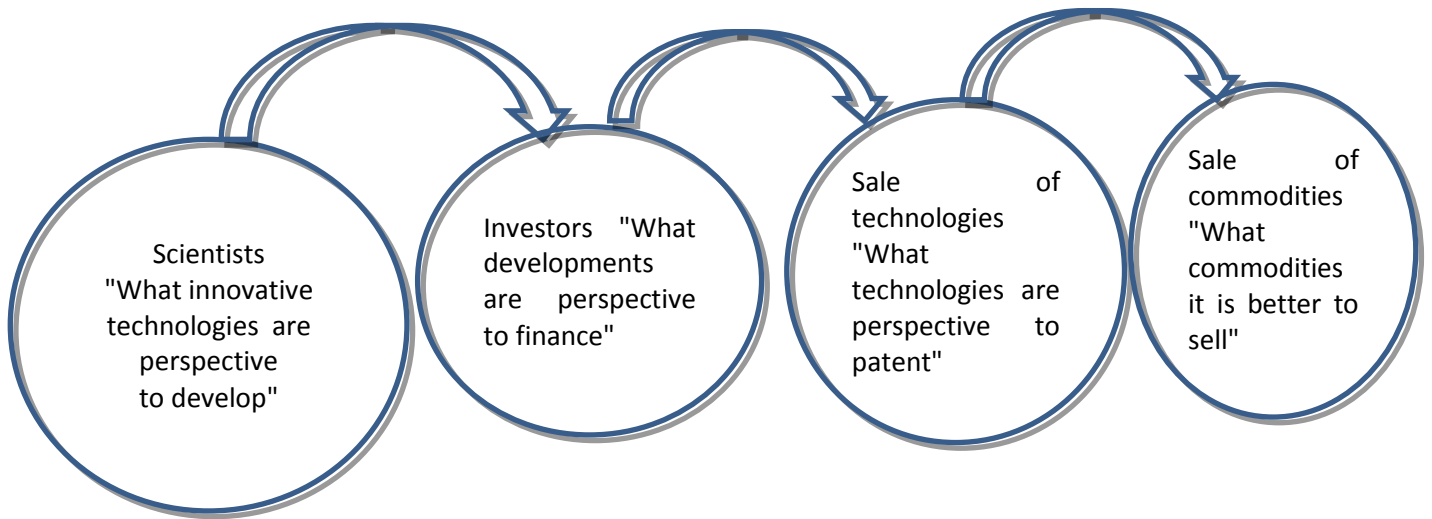 Scientists
"What innovative
technologies are
perspective
to develop"
Investors "What
developments
are perspective
to finance"
Sale of
technologies
"What
technologies are
perspective to
patent"
Sale of
commodities
"What
commodities
it is better to
sell"